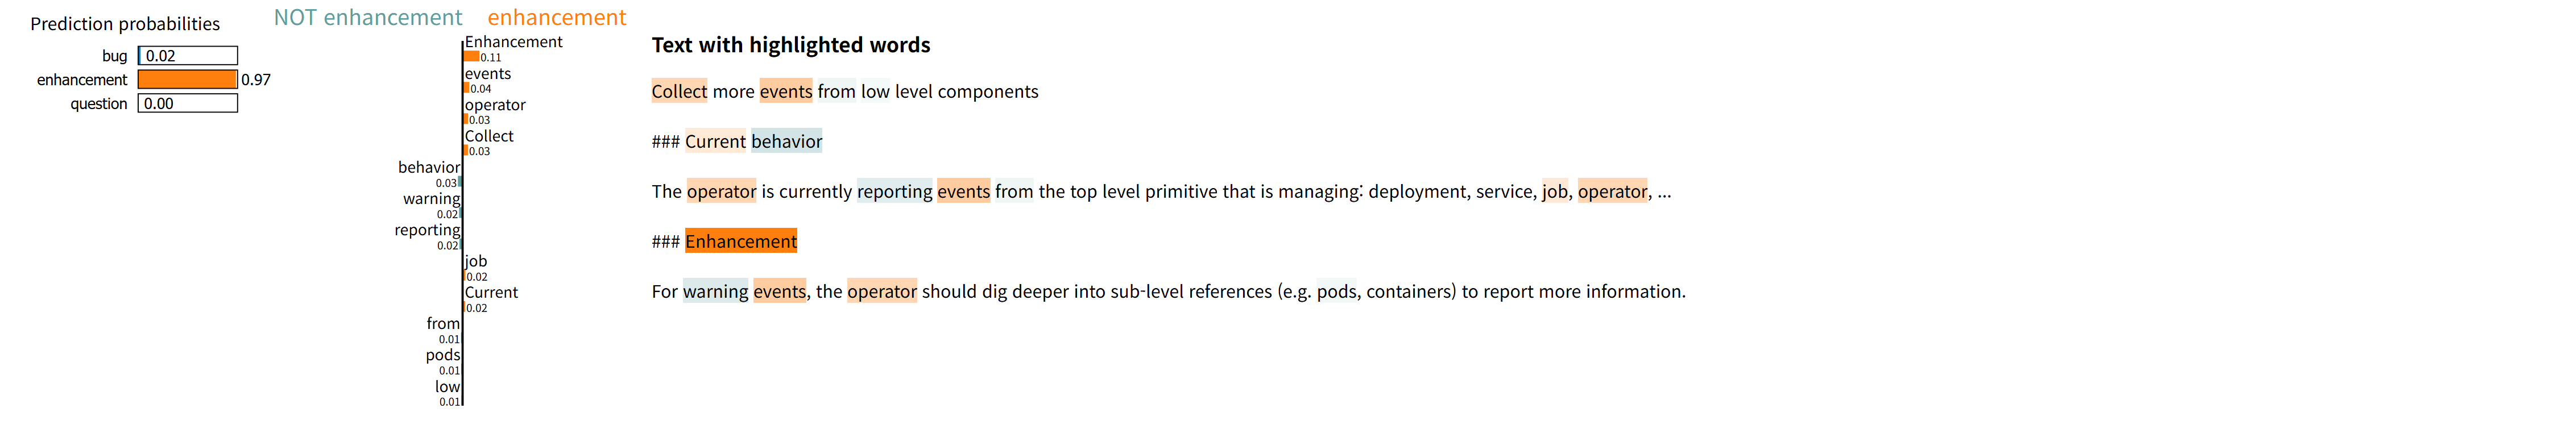 Prediction probabilities
bug 0.02
enhancement 0.97
question 0.00
NOT enhancement enhancement
Enhancement
0.11
events
0.04
operator
0.03
Collect
0.03
behavior
0.03
warning
0.02
reporting
0.02
job
0.02
Current
0.02
from
0.01
pods
0.01
low
0.01
Text with highlighted words
Collect more events from low level components
### Current behavior
The operator is currently reporting events from the top level primitive that is managing: deployment, service, job, operator, ...
### Enhancement
For warning events, the operator should dig deeper into sub-level references (e.g. pods, containers) to report more information.